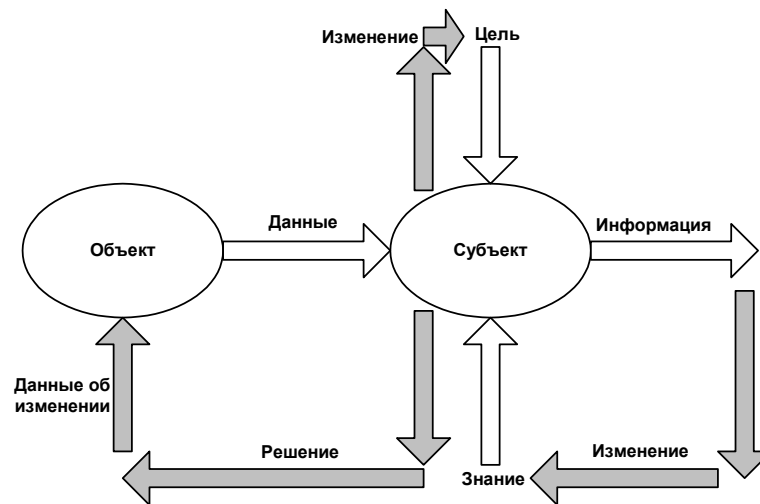 Изменение
Цель
Данные
Информация
Объект
Субъект
Данные об
изменении
Решение
Знание
Изменение